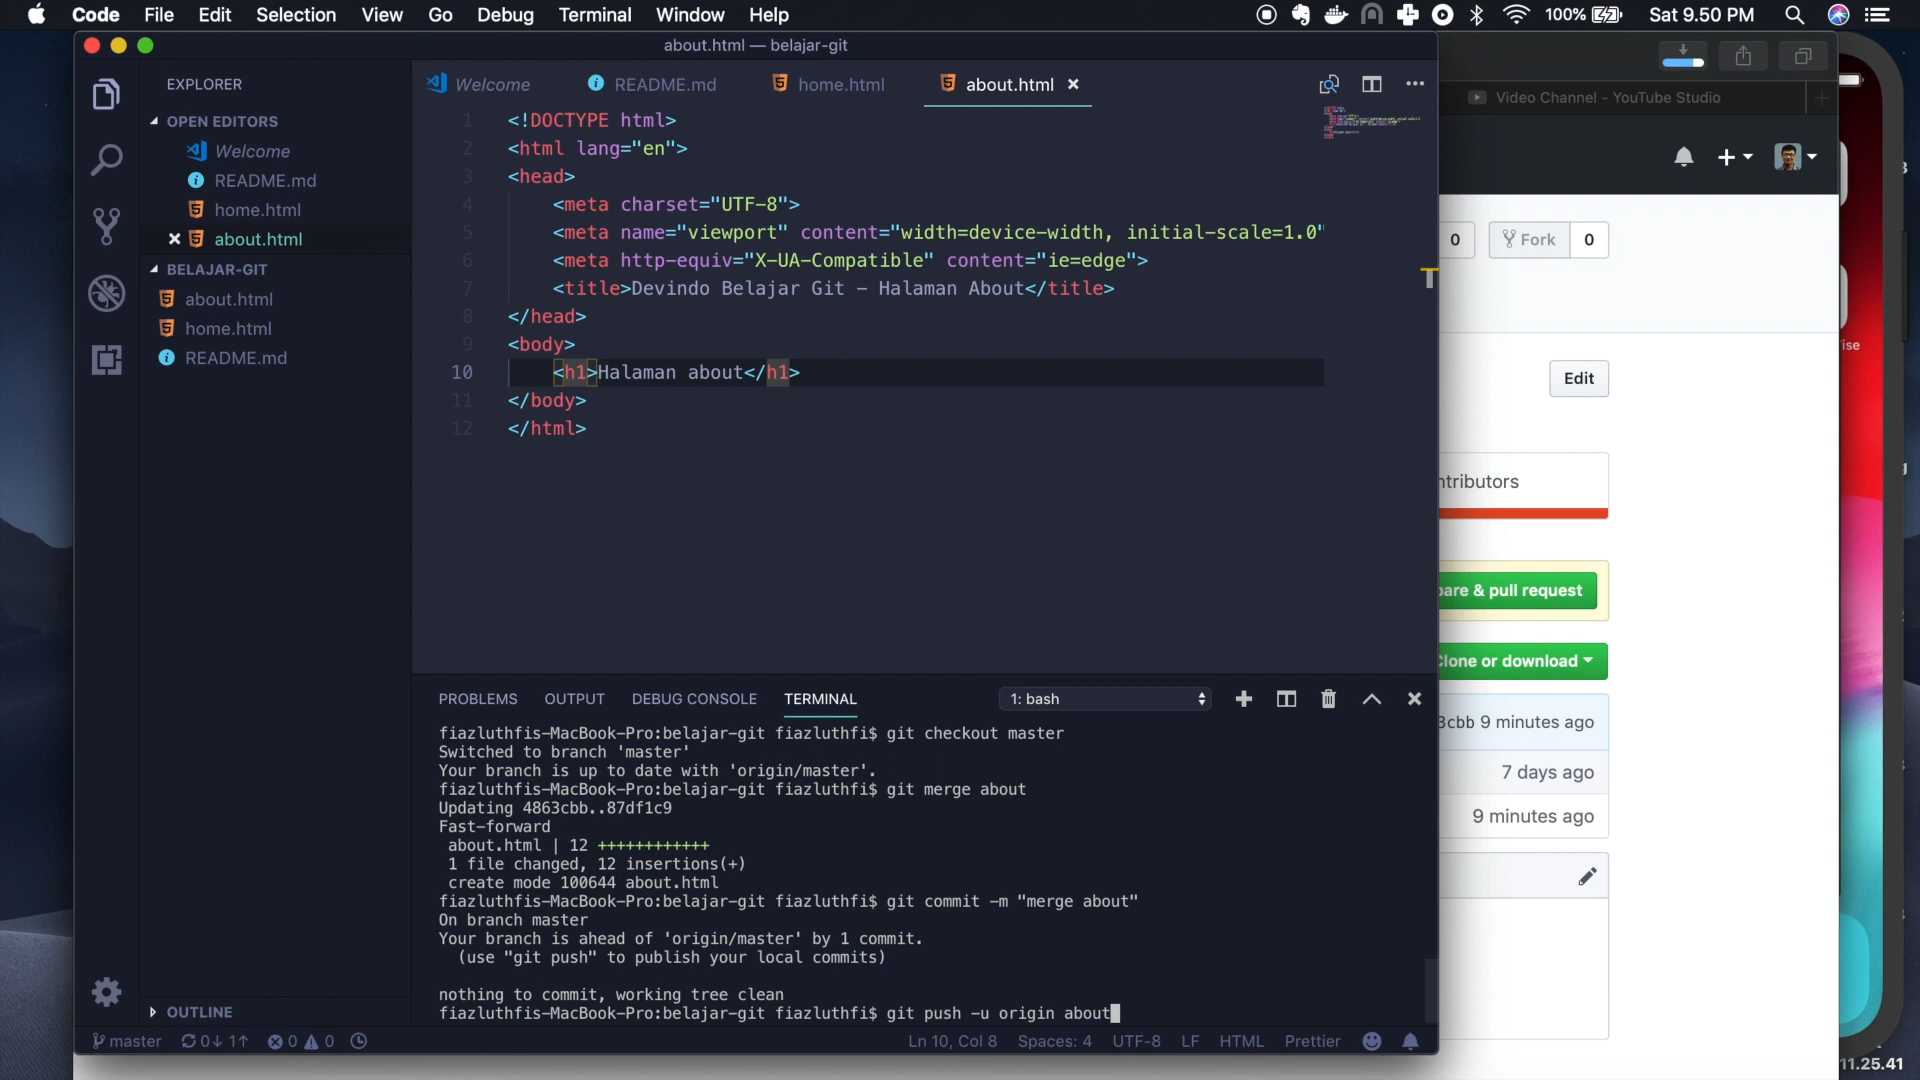 Code File Edit Selection View Go Debug Terminal Window Help
100% Sat 9.50 PM
about.html — belajar-git
EXPLORER
OPEN EDITORS
Welcome
README.md
home.html
about.html
BELAJAR-GIT
about.html
home.html
README.md
OUTLINE
Welcome README.md home.html about.html
1 <!DOCTYPE html>
2 <html lang="en">
3 <head>
4 <meta charset="UTF-8">
5 <meta name="viewport" content="width=device-width, initial-scale=1.0"
6 <meta http-equiv="X-UA-Compatible" content="ie=edge">
7 <title>Devindo Belajar Git - Halaman About</title>
8 </head>
9 <body>
10 <h1>Halaman about</h1>
11 </body>
12 </html>
PROBLEMS OUTPUT DEBUG CONSOLE TERMINAL 1: bash
fiazluthfis-MacBook-Pro:belajar-git fiazluthfi$ git checkout master
Switched to branch 'master'
Your branch is up to date with 'origin/master'.
fiazluthfis-MacBook-Pro:belajar-git fiazluthfi$ git merge about
Updating 4863cbb..87df1c9
Fast-forward
about.html | 12 ++++++++++++
1 file changed, 12 insertions(+)
create mode 100644 about.html
fiazluthfis-MacBook-Pro:belajar-git fiazluthfi$ git commit -m "merge about"
On branch master
Your branch is ahead of 'origin/master' by 1 commit.
(use "git push" to publish your local commits)
nothing to commit, working tree clean
fiazluthfis-MacBook-Pro:belajar-git fiazluthfi$ git push -u origin about
master 0↓ 1↑ 0 0 Ln 10, Col 8 Spaces: 4 UTF-8 LF HTML Prettier
Video Channel - YouTube Studio
0 Fork 0
Edit
ntributors
pare & pull request
Clone or download
3cbb 9 minutes ago
7 days ago
9 minutes ago
11.25.41